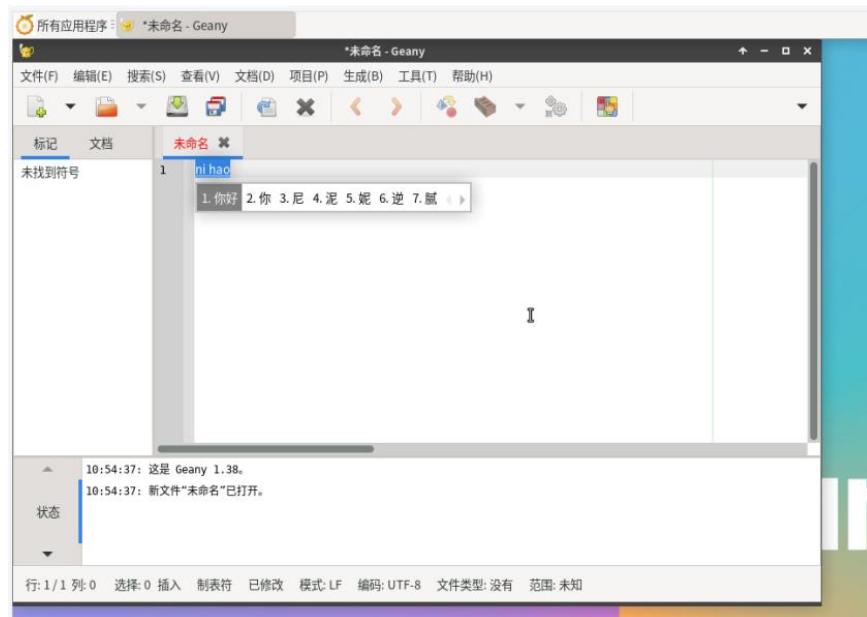 所有应用程序 *未命名 - Geany
*未命名 - Geany
文件(F) 编辑(E) 搜索(S) 查看(V) 文档(D) 项目(P) 生成(B) 工具(T) 帮助(H)
标记 文档 未命名
未找到符号 1 ni hao
1. 你好 2. 你 3. 尼 4. 泥 5. 妮 6. 逆 7. 腻
10:54:37: 这是 Geany 1.38。
10:54:37: 新文件"未命名"已打开。
状态
行: 1 / 1 列: 0 选择: 0 插入 制表符 已修改 模式: LF 编码: UTF-8 文件类型: 没有 范围: 未知